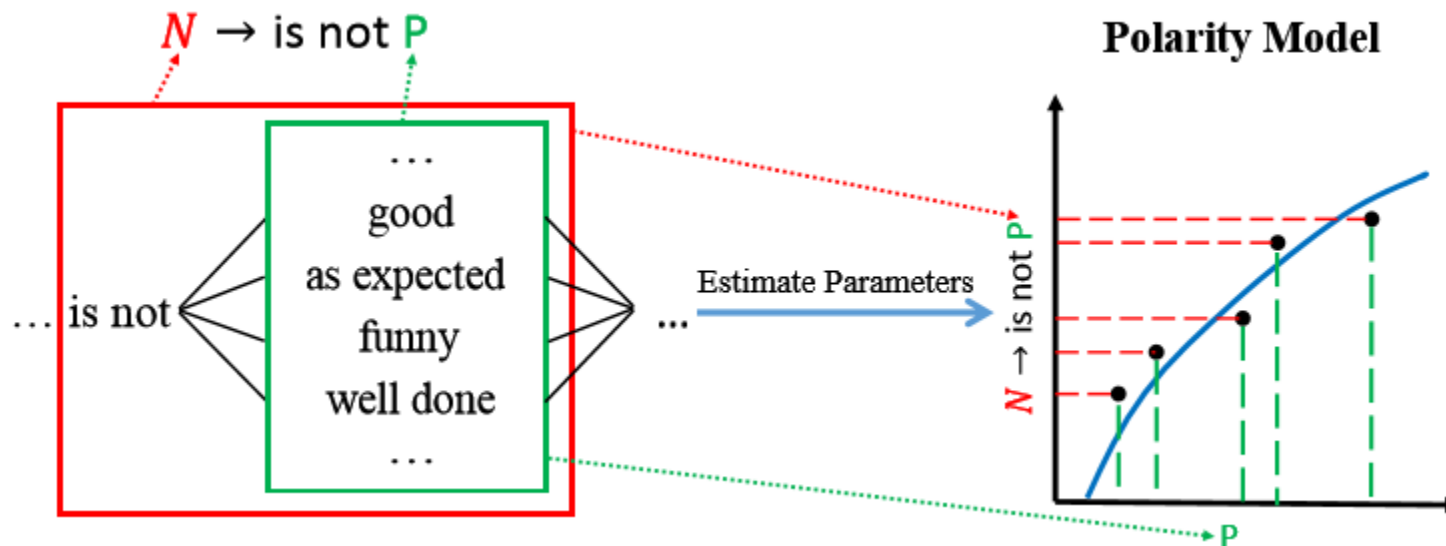 N → is not P
Polarity Model
…
good
as expected
… is not
funny
well done
…
...
Estimate Parameters
N → is not P
P